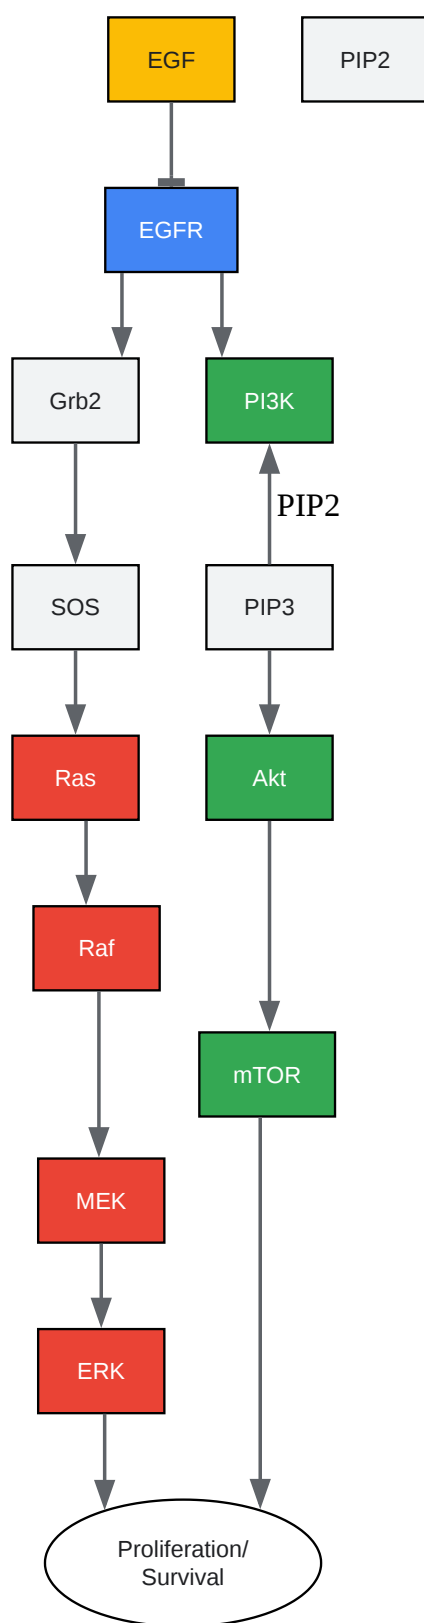 EGF
PIP2
EGFR
Grb2
PI3K
PIP2
SOS
PIP3
Ras
Akt
Raf
mTOR
MEK
ERK
Proliferation/
Survival